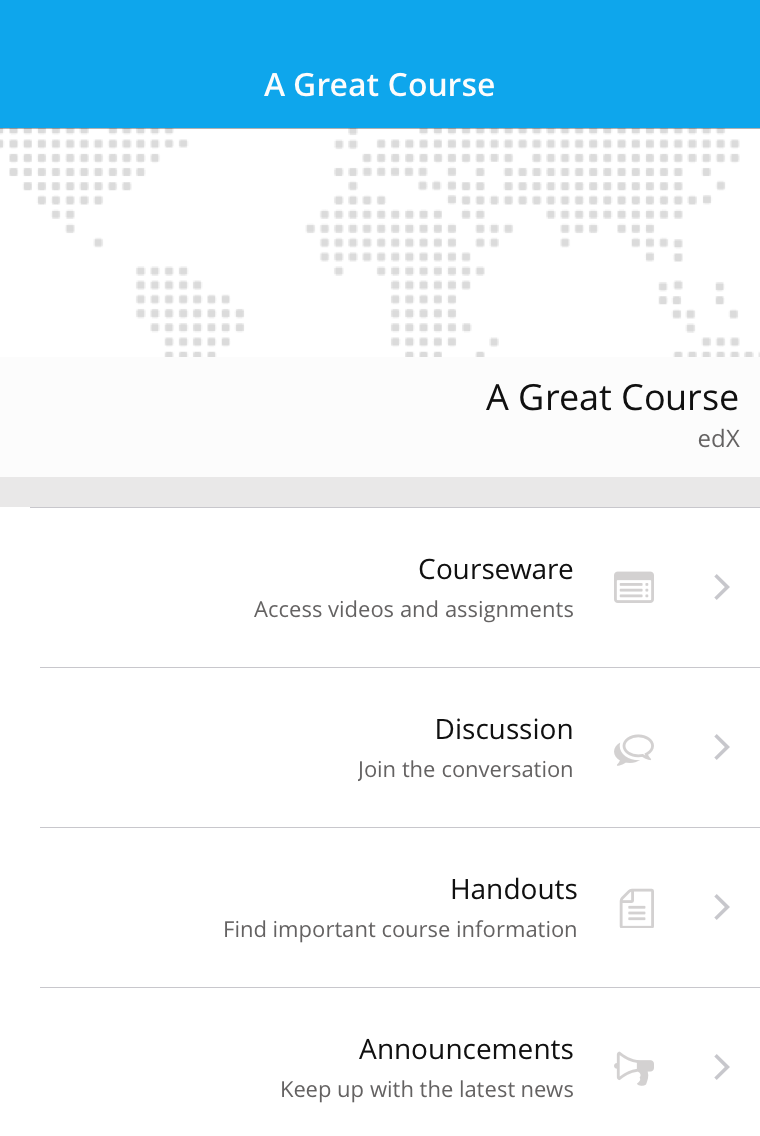 A Great Course
A Great Course
edX
Courseware
Access videos and assignments
Discussion
Join the conversation
Handouts
Find important course information
Announcements
Keep up with the latest news